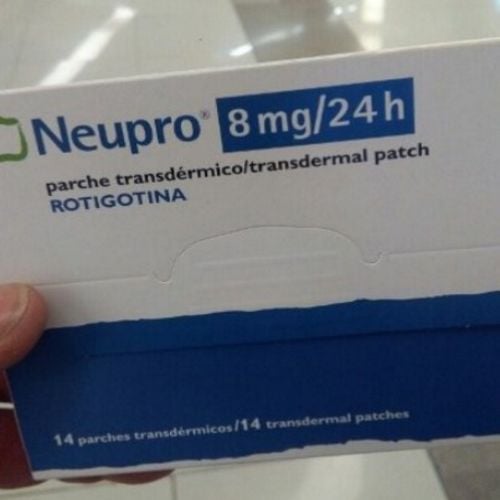 Neupro® 8 mg/24 h
parche transdérmico/transdermal patch
ROTIGOTINA
14 parches transdérmicos/14 transdermal patches